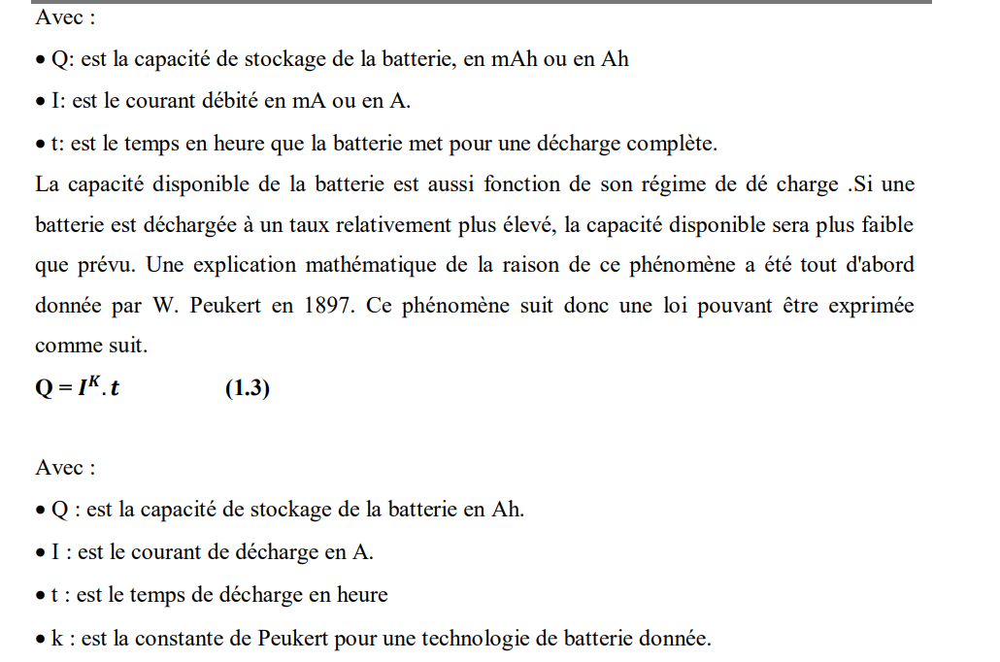 Avec :
• Q: est la capacité de stockage de la batterie, en mAh ou en Ah
• I: est le courant débité en mA ou en A.
• t: est le temps en heure que la batterie met pour une décharge complète.
La capacité disponible de la batterie est aussi fonction de son régime de dé charge .Si une
batterie est déchargée à un taux relativement plus élevé, la capacité disponible sera plus faible
que prévu. Une explication mathématique de la raison de ce phénomène a été tout d'abord
donnée par W. Peukert en 1897. Ce phénomène suit donc une loi pouvant être exprimée
comme suit.
Q = I^K. t (1.3)
Avec :
• Q : est la capacité de stockage de la batterie en Ah.
• I : est le courant de décharge en A.
• t : est le temps de décharge en heure
• k : est la constante de Peukert pour une technologie de batterie donnée.